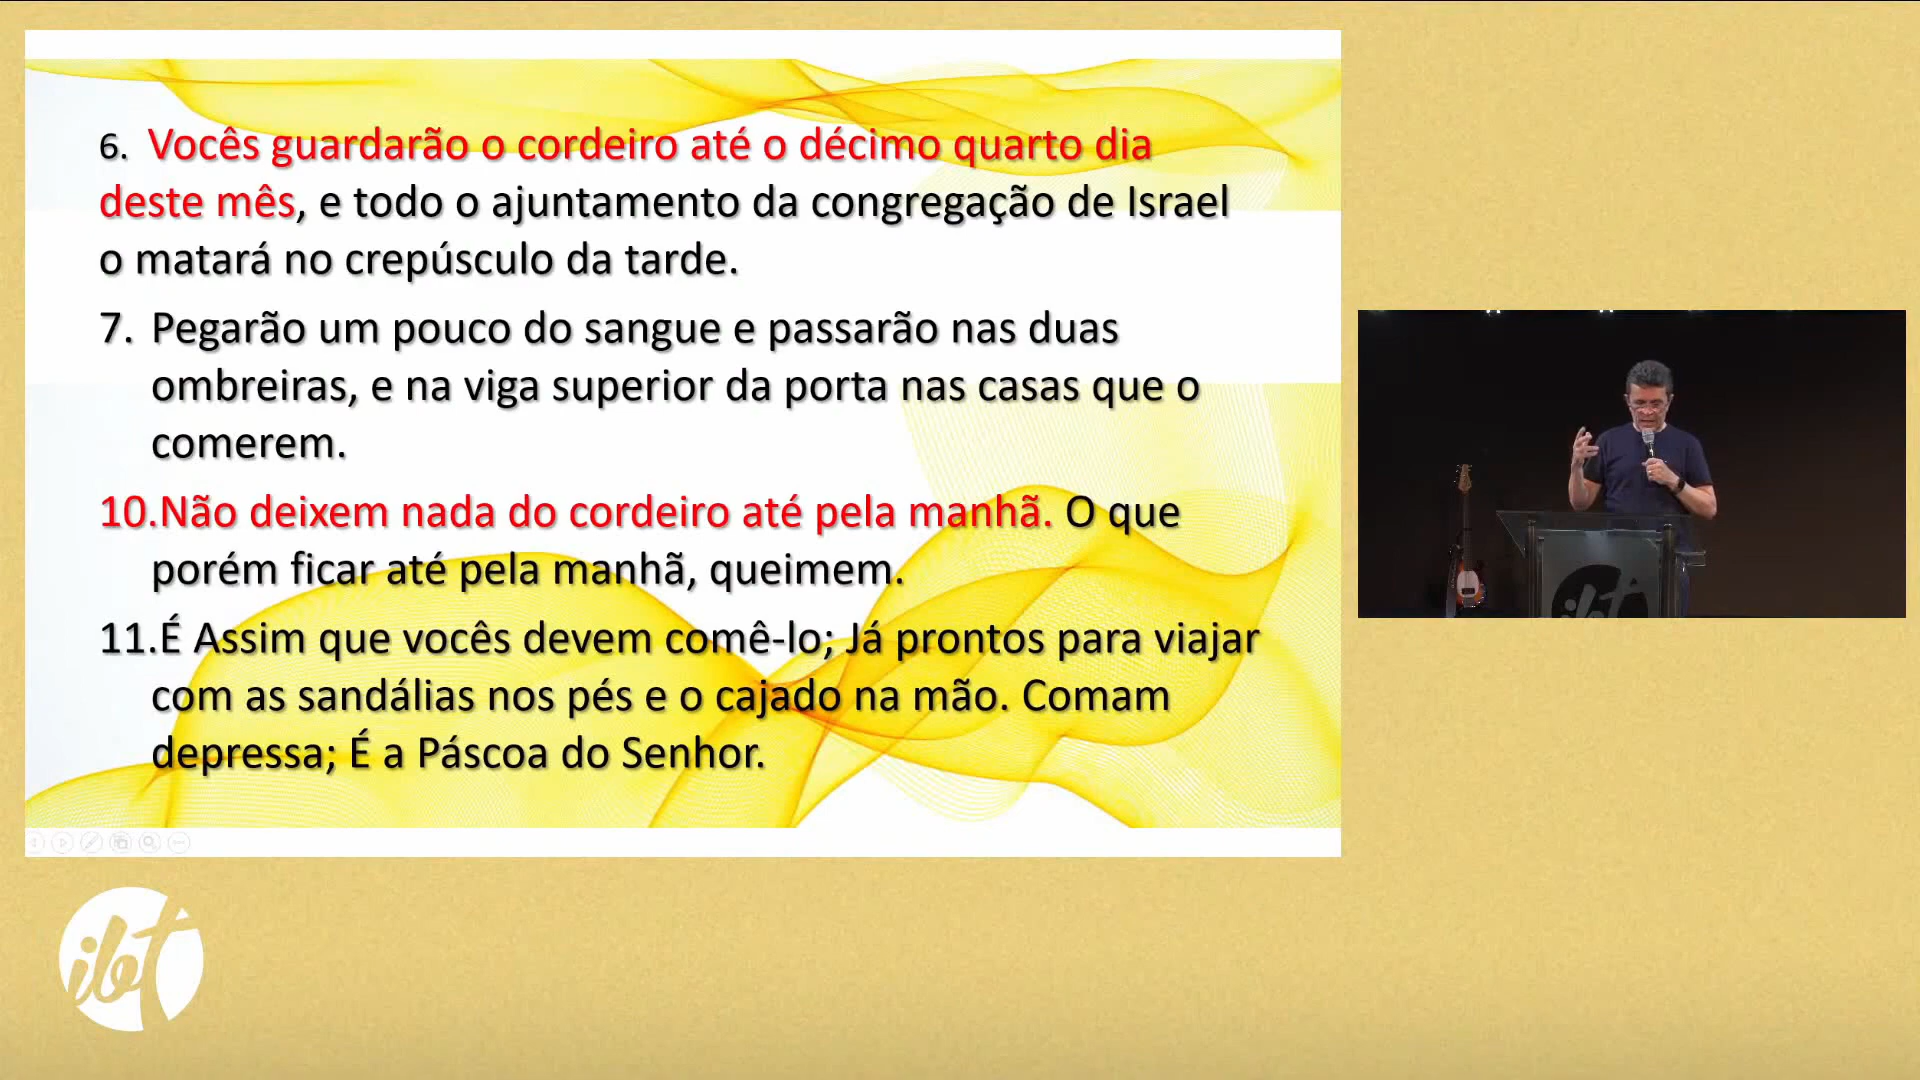 6. Vocês guardarão o cordeiro até o décimo quarto dia
deste mês, e todo o ajuntamento da congregação de Israel
o matará no crepúsculo da tarde.
7. Pegarão um pouco do sangue e passarão nas duas
ombreiras, e na viga superior da porta nas casas que o
comerem.
10.Não deixem nada do cordeiro até pela manhã. O que
porém ficar até pela manhã, queimem.
11.É Assim que vocês devem comê-lo; Já prontos para viajar
com as sandálias nos pés e o cajado na mão. Comam
depressa; É a Páscoa do Senhor.
ibt
ibt